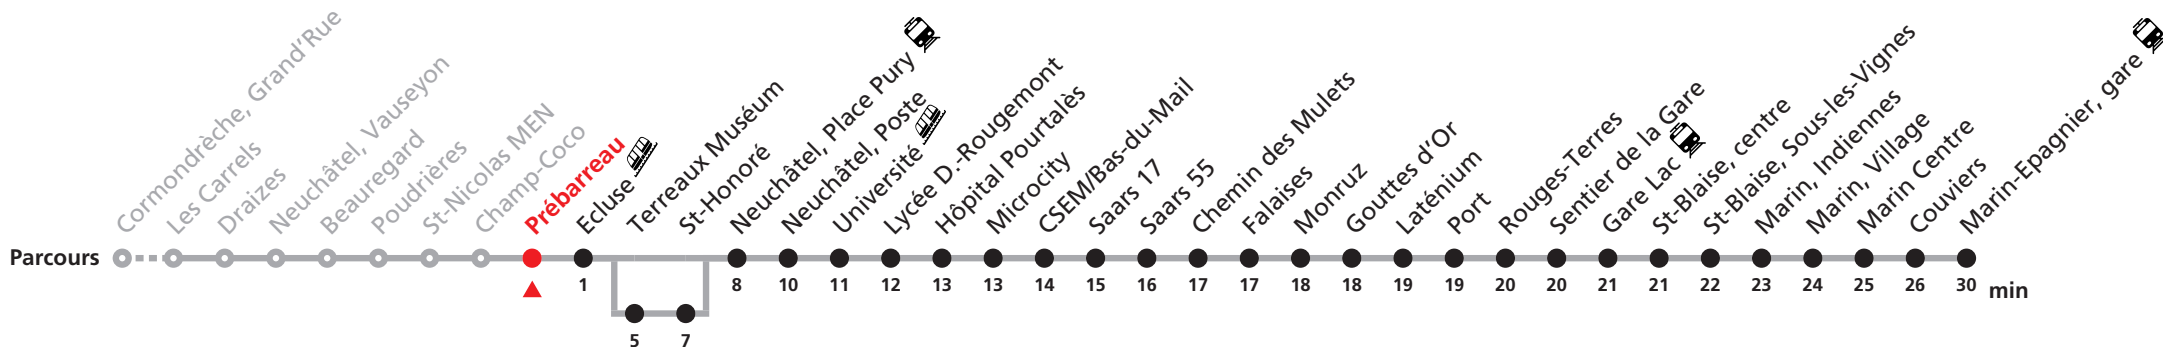 Cormondrèche, Grand'Rue
Les Carrels
Draizes
Neuchâtel, Vauseyon
Beauregard
Poudrières
St-Nicolas MEN
Champ-Coco
Prébarreau
Ecluse
Terreaux Muséum
St-Honoré
Neuchâtel, Place Pury
Neuchâtel, Poste
Université
Lycée D.-Rougemont
Hôpital Pourtalès
Microcity
CSEM/Bas-du-Mail
Saars 17
Saars 55
Chemin des Mulets
Falaises
Monruz
Gouttes d'Or
Laténium
Port
Rouges-Terres
Sentier de la Gare
Gare Lac
St-Blaise, centre
St-Blaise, Sous-les-Vignes
Marin, Indiennes
Marin, Village
Marin Centre
Couviers
Marin-Epagnier, gare
Parcours
1 8 10 11 12 13 13 14 15 16 17 17 18 18 19 19 20 20 21 21 22 23 24 25 26 30 min
5 7